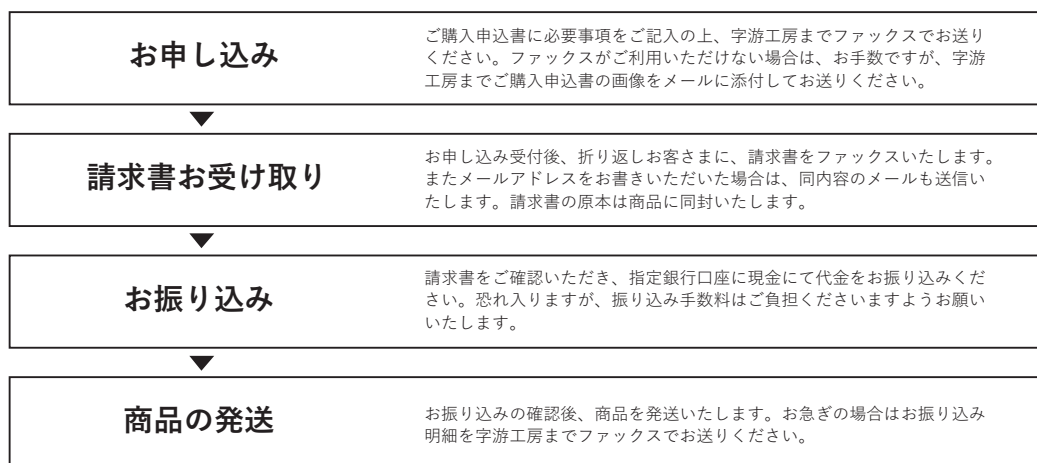 お申し込み
ご購入申込書に必要事項をご記入の上、字游工房までファックスでお送り
ください。ファックスがご利用いただけない場合は、お手数ですが、字游
工房までご購入申込書の画像をメールに添付してお送りください。
請求書お受け取り
お申し込み受付後、折り返しお客さまに、請求書をファックスいたします。
またメールアドレスをお書きいただいた場合は、同内容のメールも送信い
たします。請求書の原本は商品に同封いたします。
お振り込み
請求書をご確認いただき、指定銀行口座に現金にて代金をお振り込みくだ
さい。恐れ入りますが、振り込み手数料はご負担くださいますようお願い
いたします。
商品の発送
お振り込みの確認後、商品を発送いたします。お急ぎの場合はお振り込み
明細を字游工房までファックスでお送りください。